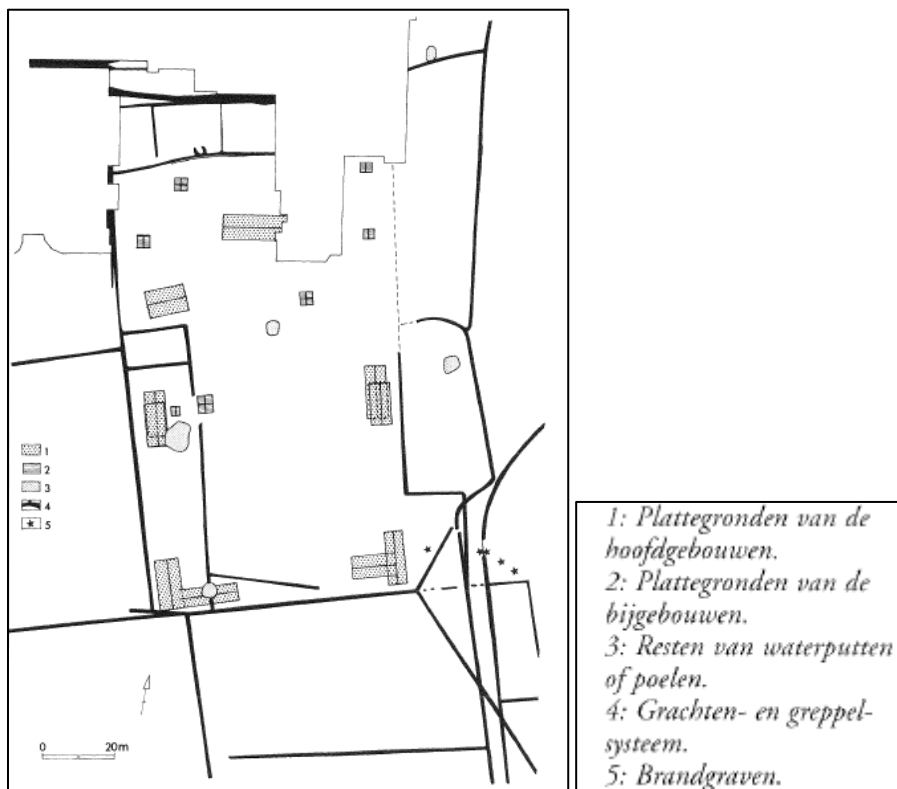 1
2
3
4
5
0 20m
1: Plattegronden van de
hoofdgebouwen.
2: Plattegronden van de
bijgebouwen.
3: Resten van waterputten
of poelen.
4: Grachten- en greppel-
systeem.
5: Brandgraven.